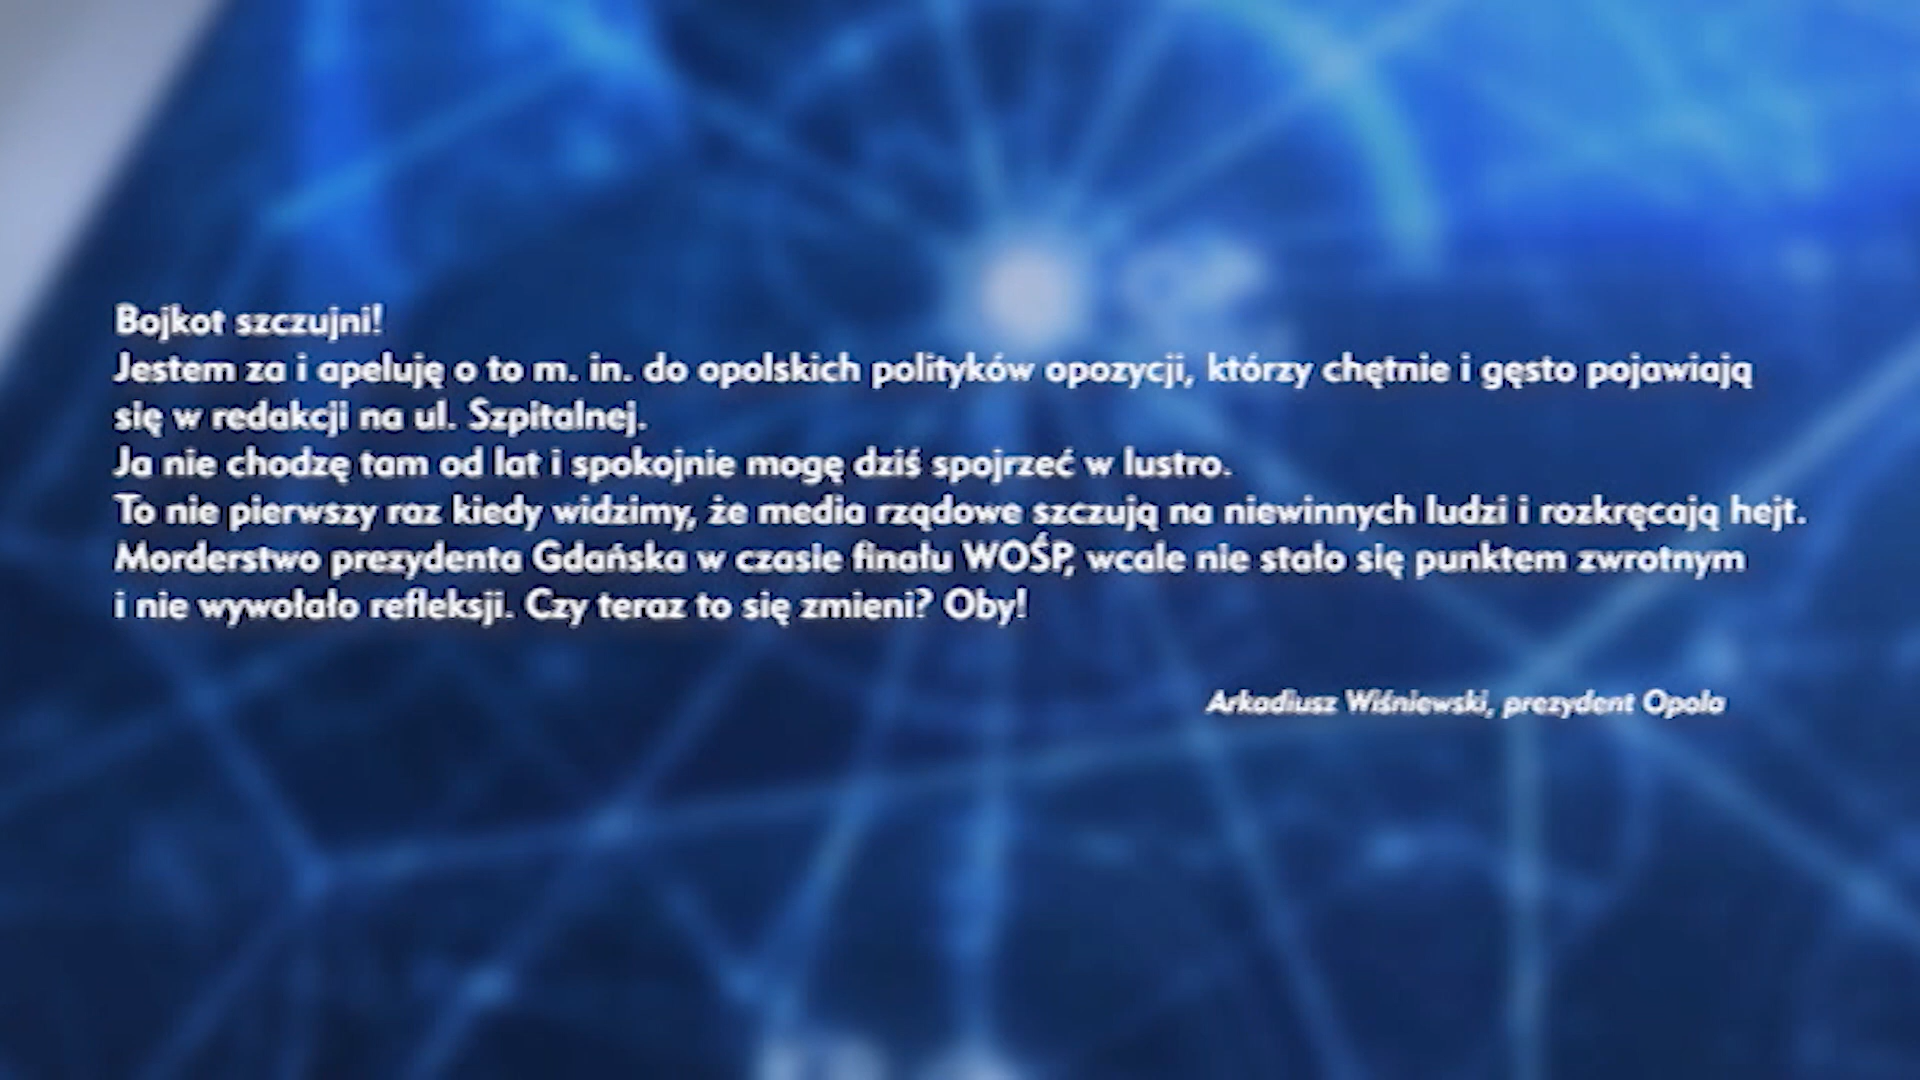 Bojkot szczujni!
Jestem za i apeluję o to m. in. do opolskich polityków opozycji, którzy chętnie i gęsto pojawiają
się w redakcji na ul. Szpitalnej.
Ja nie chodzę tam od lat i spokojnie mogę dziś spojrzeć w lustro.
To nie pierwszy raz kiedy widzimy, że media rządowe szczują na niewinnych ludzi i rozkręcają hejt.
Morderstwo prezydenta Gdańska w czasie finału WOŚP, wcale nie stało się punktem zwrotnym
i nie wywołało refleksji. Czy teraz to się zmieni? Oby!
Arkadiusz Wiśniewski, prezydent Opola